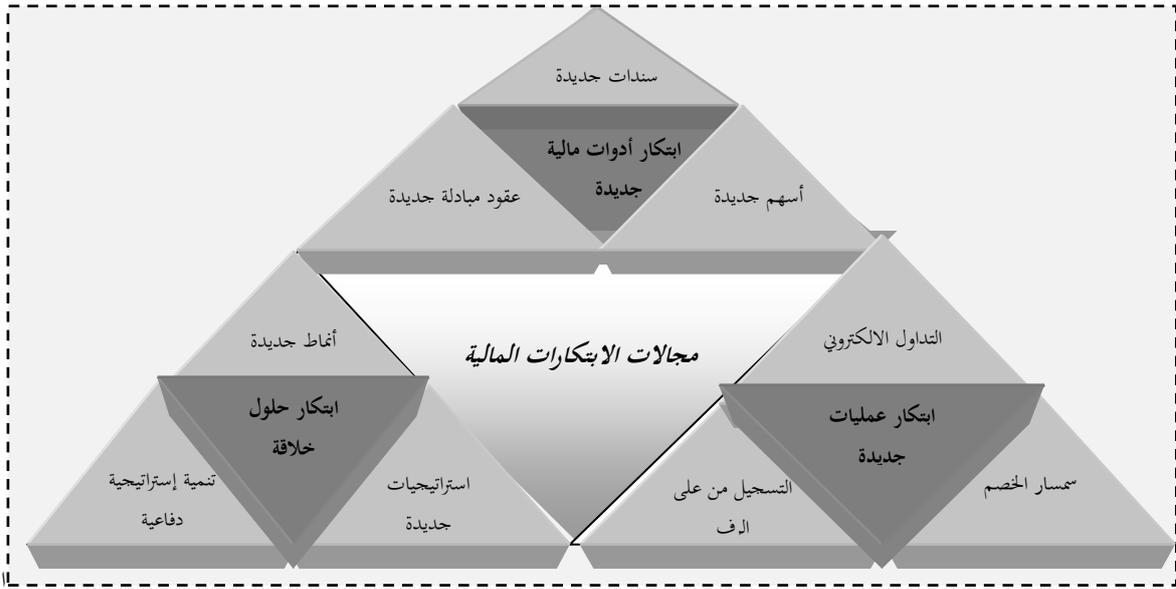 سندات جديدة
ابتكار أدوات مالية
جديدة
أسهم جديدة
عقود مبادلة جديدة
مجالات الابتكارات المالية
التداول الالكتروني
أنماط جديدة
ابتكار عمليات
جديدة
ابتكار حلول
خلاقة
سمسار الخصم
التسجيل من على
الرف
استراتيجيات
جديدة
تنمية إستراتيجية
دفاعية